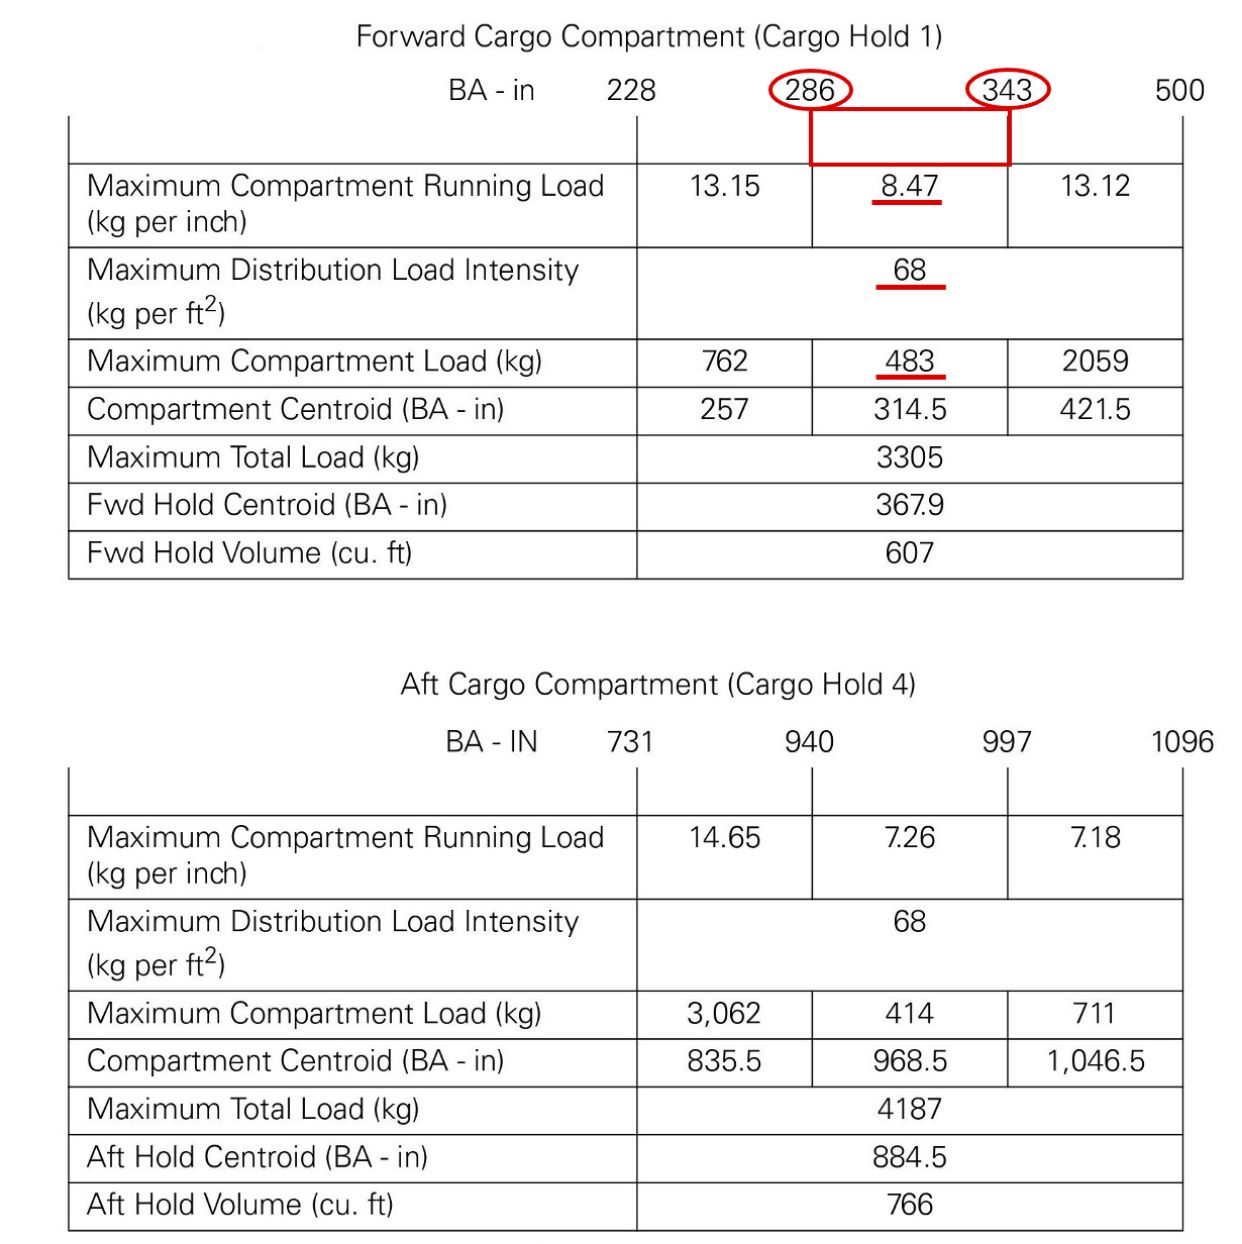 Forward Cargo Compartment (Cargo Hold 1)
BA - in 228 286 343 500
Maximum Compartment Running Load (kg per inch) 13.15 8.47 13.12
Maximum Distribution Load Intensity (kg per ft2) 68
Maximum Compartment Load (kg) 762 483 2059
Compartment Centroid (BA - in) 257 314.5 421.5
Maximum Total Load (kg) 3305
Fwd Hold Centroid (BA - in) 367.9
Fwd Hold Volume (cu. ft) 607
Aft Cargo Compartment (Cargo Hold 4)
BA - IN 731 940 997 1096
Maximum Compartment Running Load (kg per inch) 14.65 7.26 7.18
Maximum Distribution Load Intensity (kg per ft2) 68
Maximum Compartment Load (kg) 3,062 414 711
Compartment Centroid (BA - in) 835.5 968.5 1,046.5
Maximum Total Load (kg) 4187
Aft Hold Centroid (BA - in) 884.5
Aft Hold Volume (cu. ft) 766